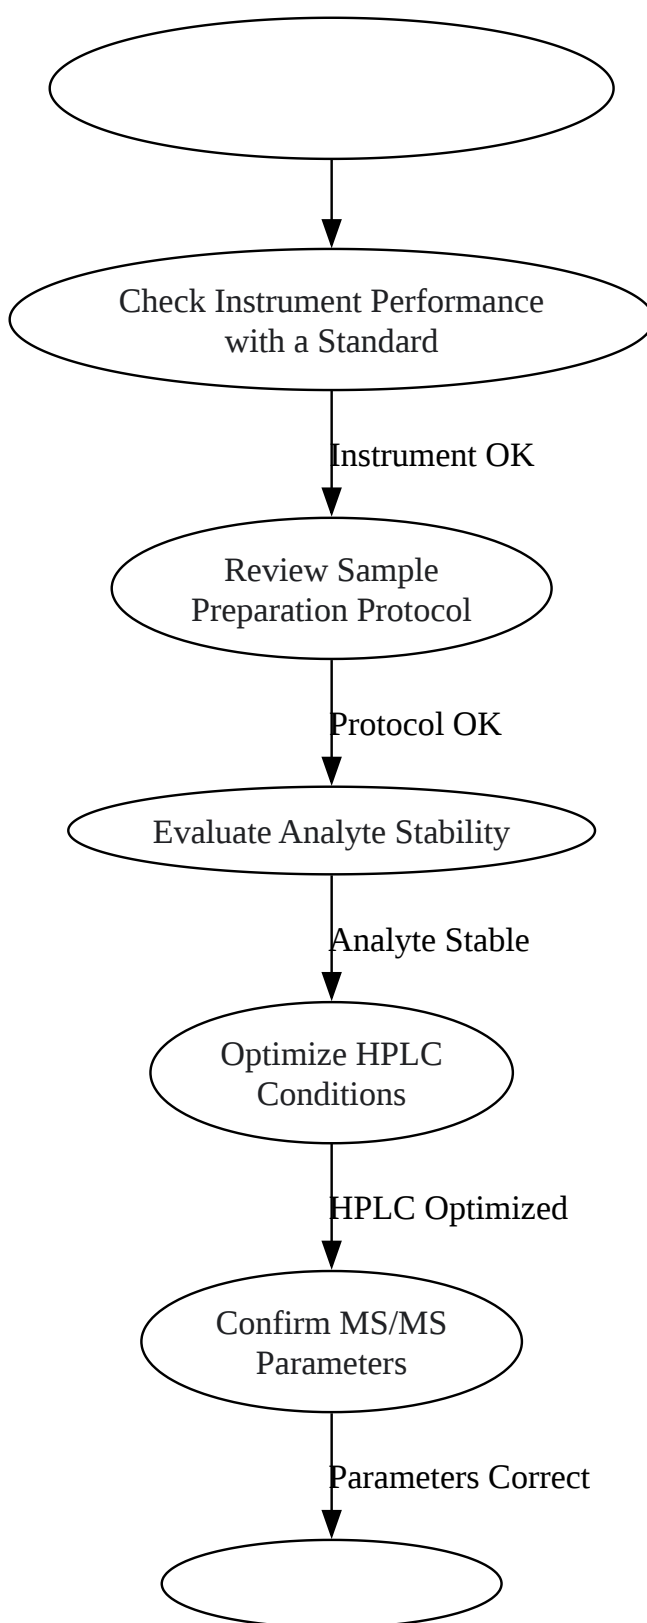 Check Instrument Performance
with a Standard
Instrument OK
Review Sample
Preparation Protocol
Protocol OK
Evaluate Analyte Stability
Analyte Stable
Optimize HPLC
Conditions
HPLC Optimized
Confirm MS/MS
Parameters
Parameters Correct